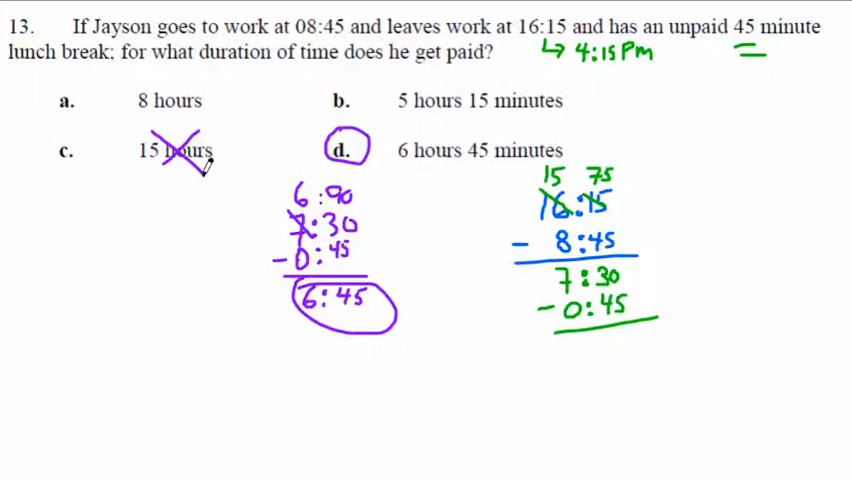 13. If Jayson goes to work at 08:45 and leaves work at 16:15 and has an unpaid 45 minute
lunch break; for what duration of time does he get paid?
↳ 4:15 Pm
a. 8 hours b. 5 hours 15 minutes
c. 15 hours d. 6 hours 45 minutes
6:90
7:30
- 0:45
6:45
15 75
16:15
- 8:45
7:30
- 0:45